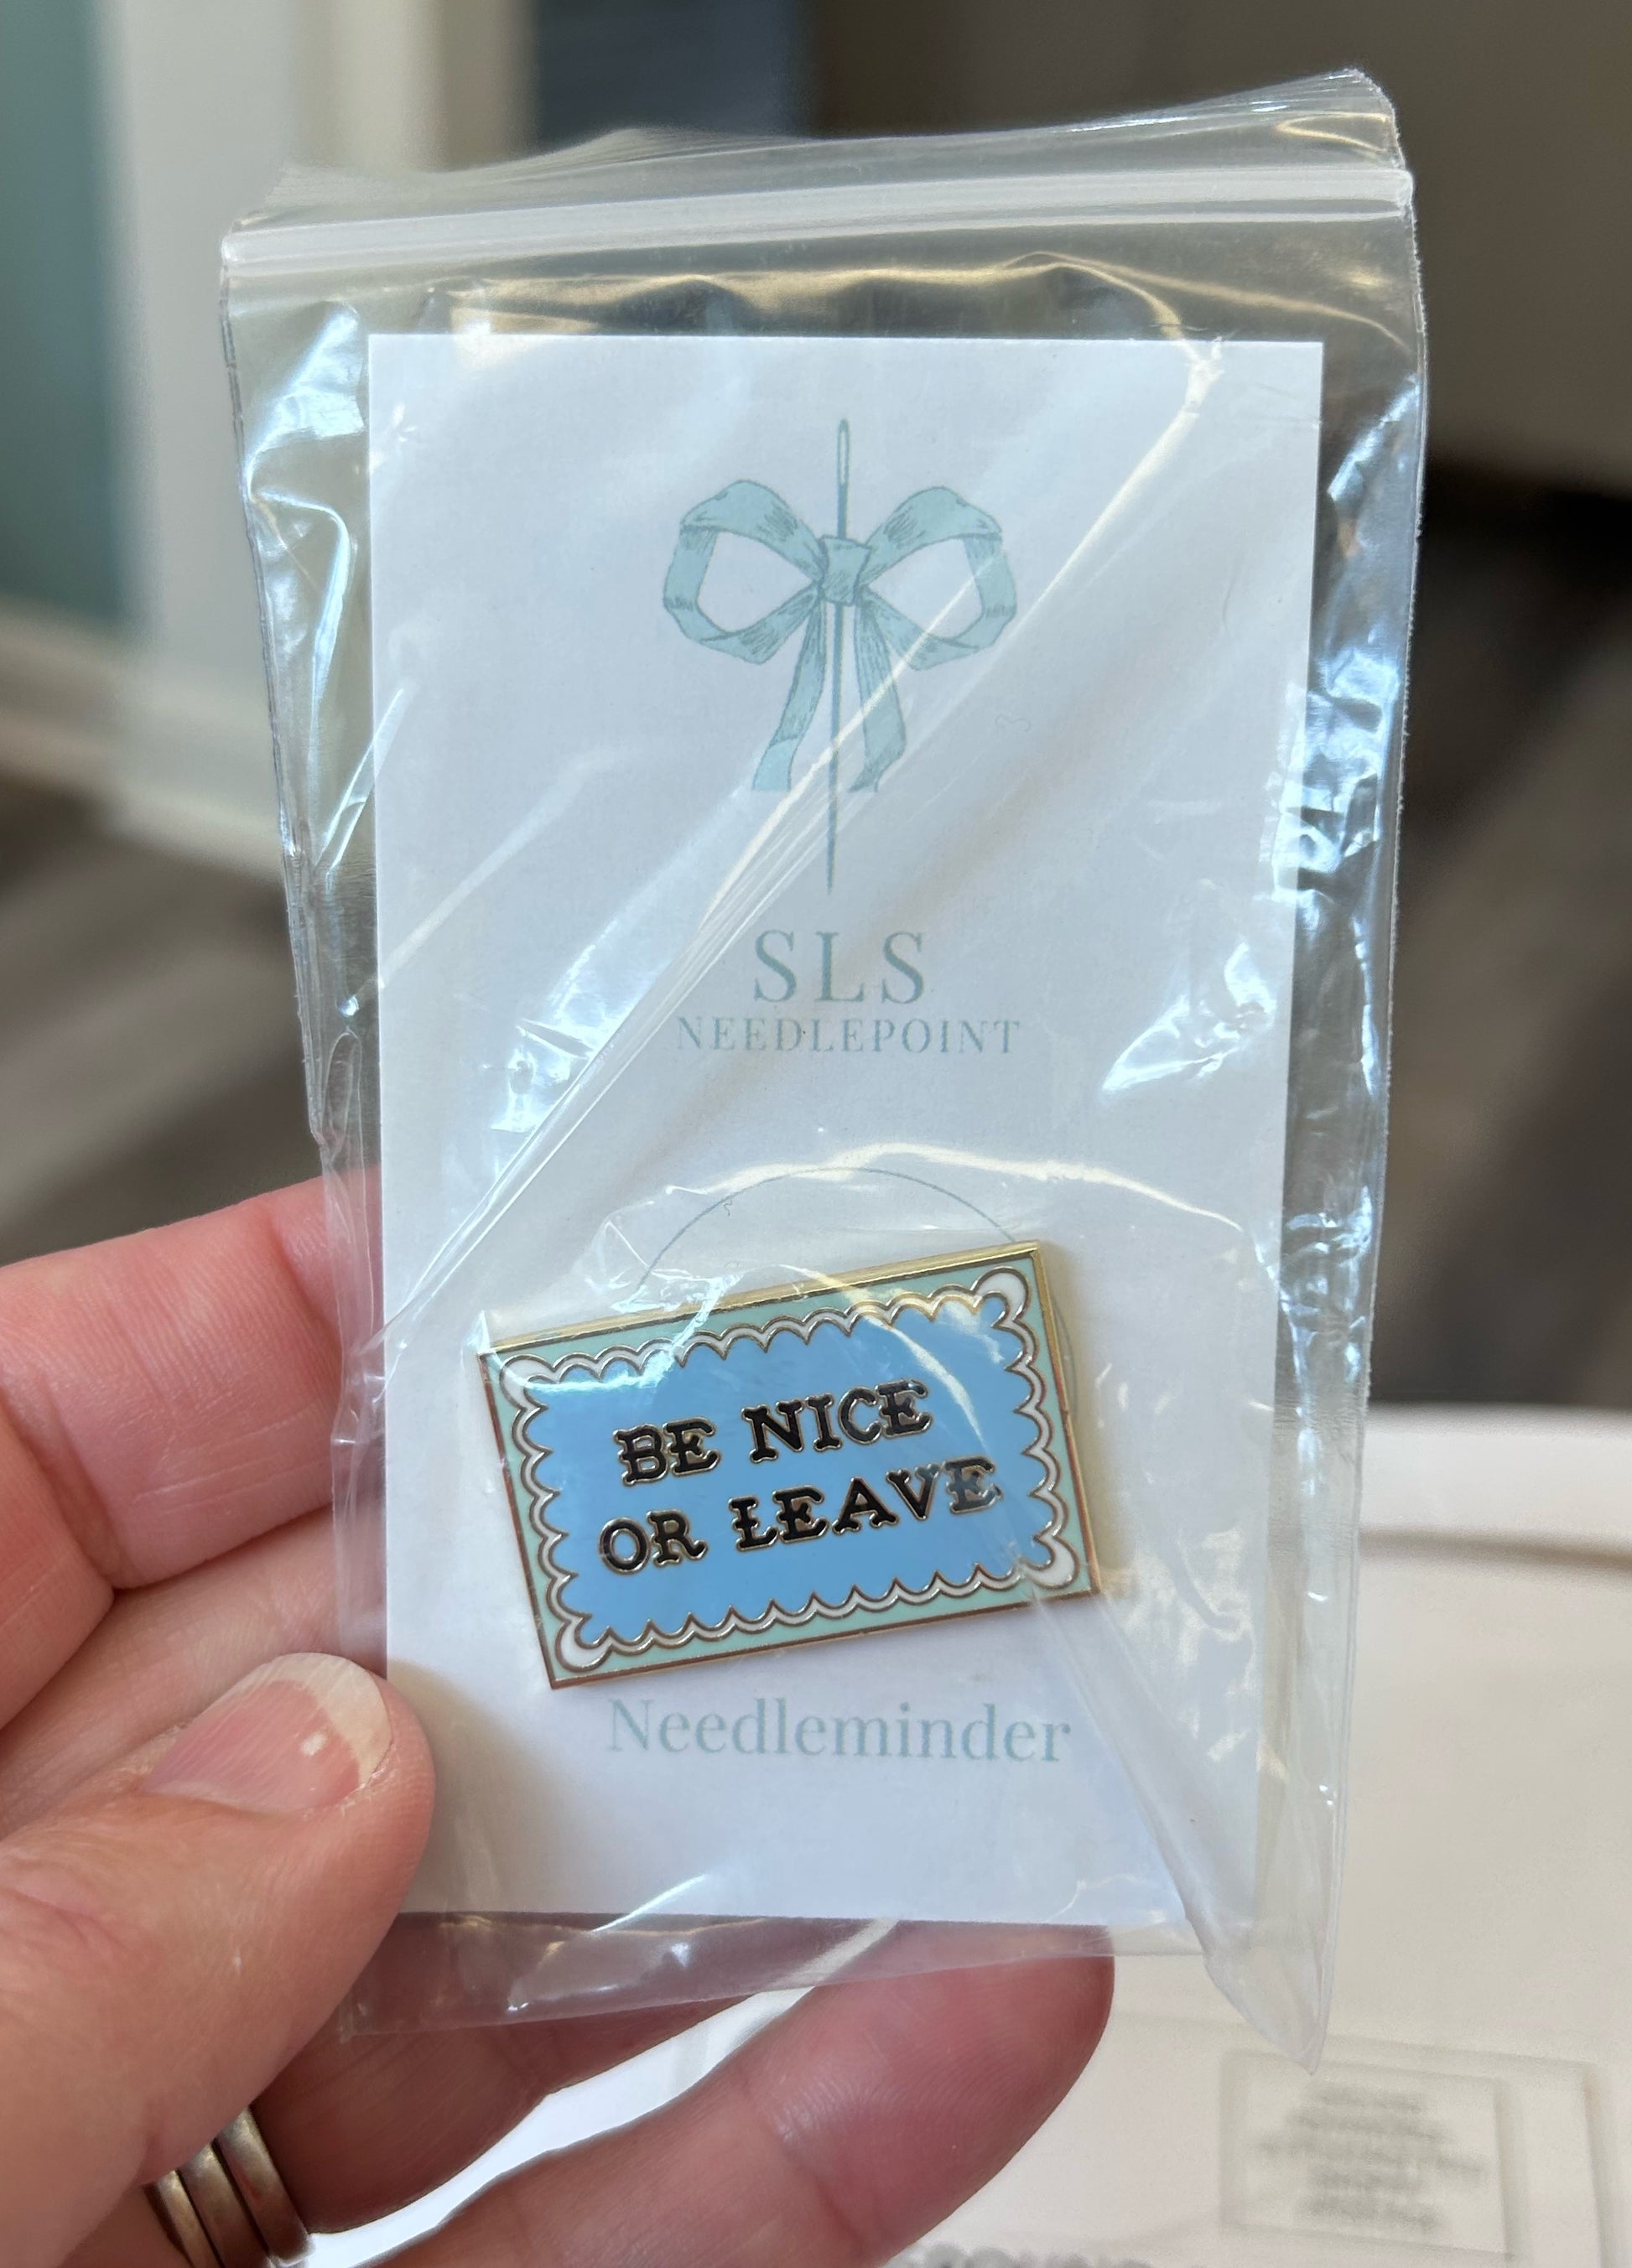 SLS
NEEDLEPOINT
BE NICE
OR LEAVE
Needleminder